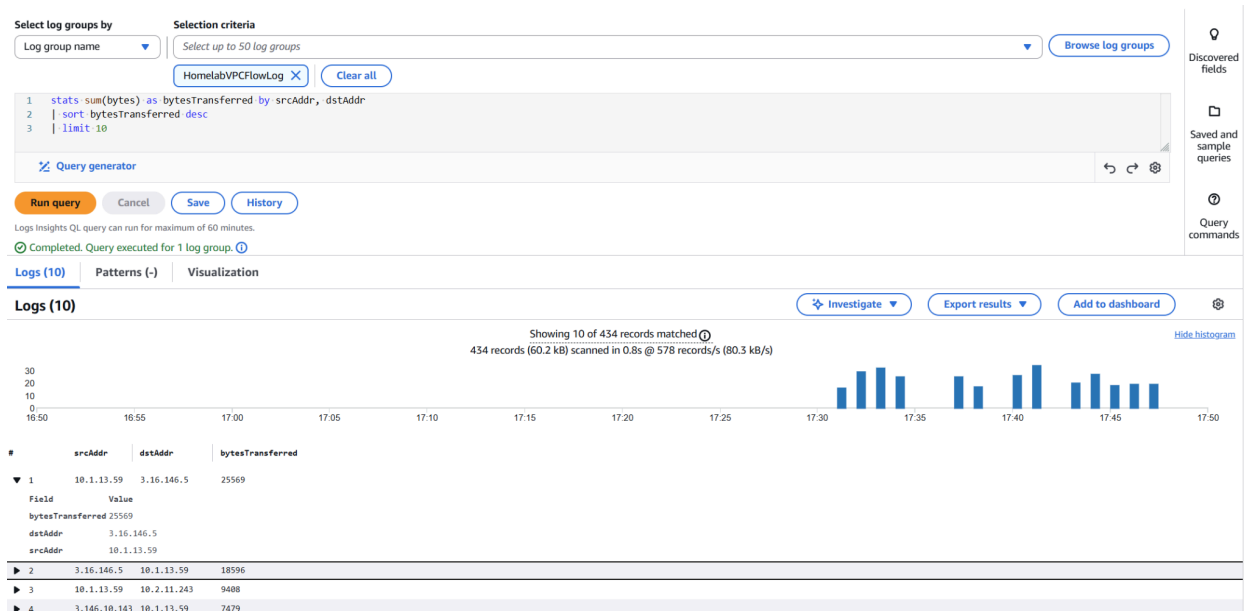 Select log groups by Selection criteria
Log group name Select up to 50 log groups Browse log groups
Discovered
fields
HomelabVPCFlowLog Clear all
1 stats sum(bytes) as bytesTransferred by srcAddr, dstAddr
2 | sort bytesTransferred desc
3 | limit 10
Saved and
sample
queries
Query generator
Run query Cancel Save History
Query
commands
Logs Insights QL query can run for maximum of 60 minutes.
Completed. Query executed for 1 log group.
Logs (10) Patterns (-) Visualization
Logs (10) Investigate Export results Add to dashboard
Showing 10 of 434 records matched
Hide histogram
434 records (60.2 kB) scanned in 0.8s @ 578 records/s (80.3 kB/s)
30
20
10
0
16:50 16:55 17:00 17:05 17:10 17:15 17:20 17:25 17:30 17:35 17:40 17:45 17:50
# srcAddr dstAddr bytesTransferred
1 10.1.13.59 3.16.146.5 25569
Field Value
bytesTransferred 25569
dstAddr 3.16.146.5
srcAddr 10.1.13.59
2 3.16.146.5 10.1.13.59 18596
3 10.1.13.59 10.2.11.243 9408
4 3.146.10.143 10.1.13.59 7479